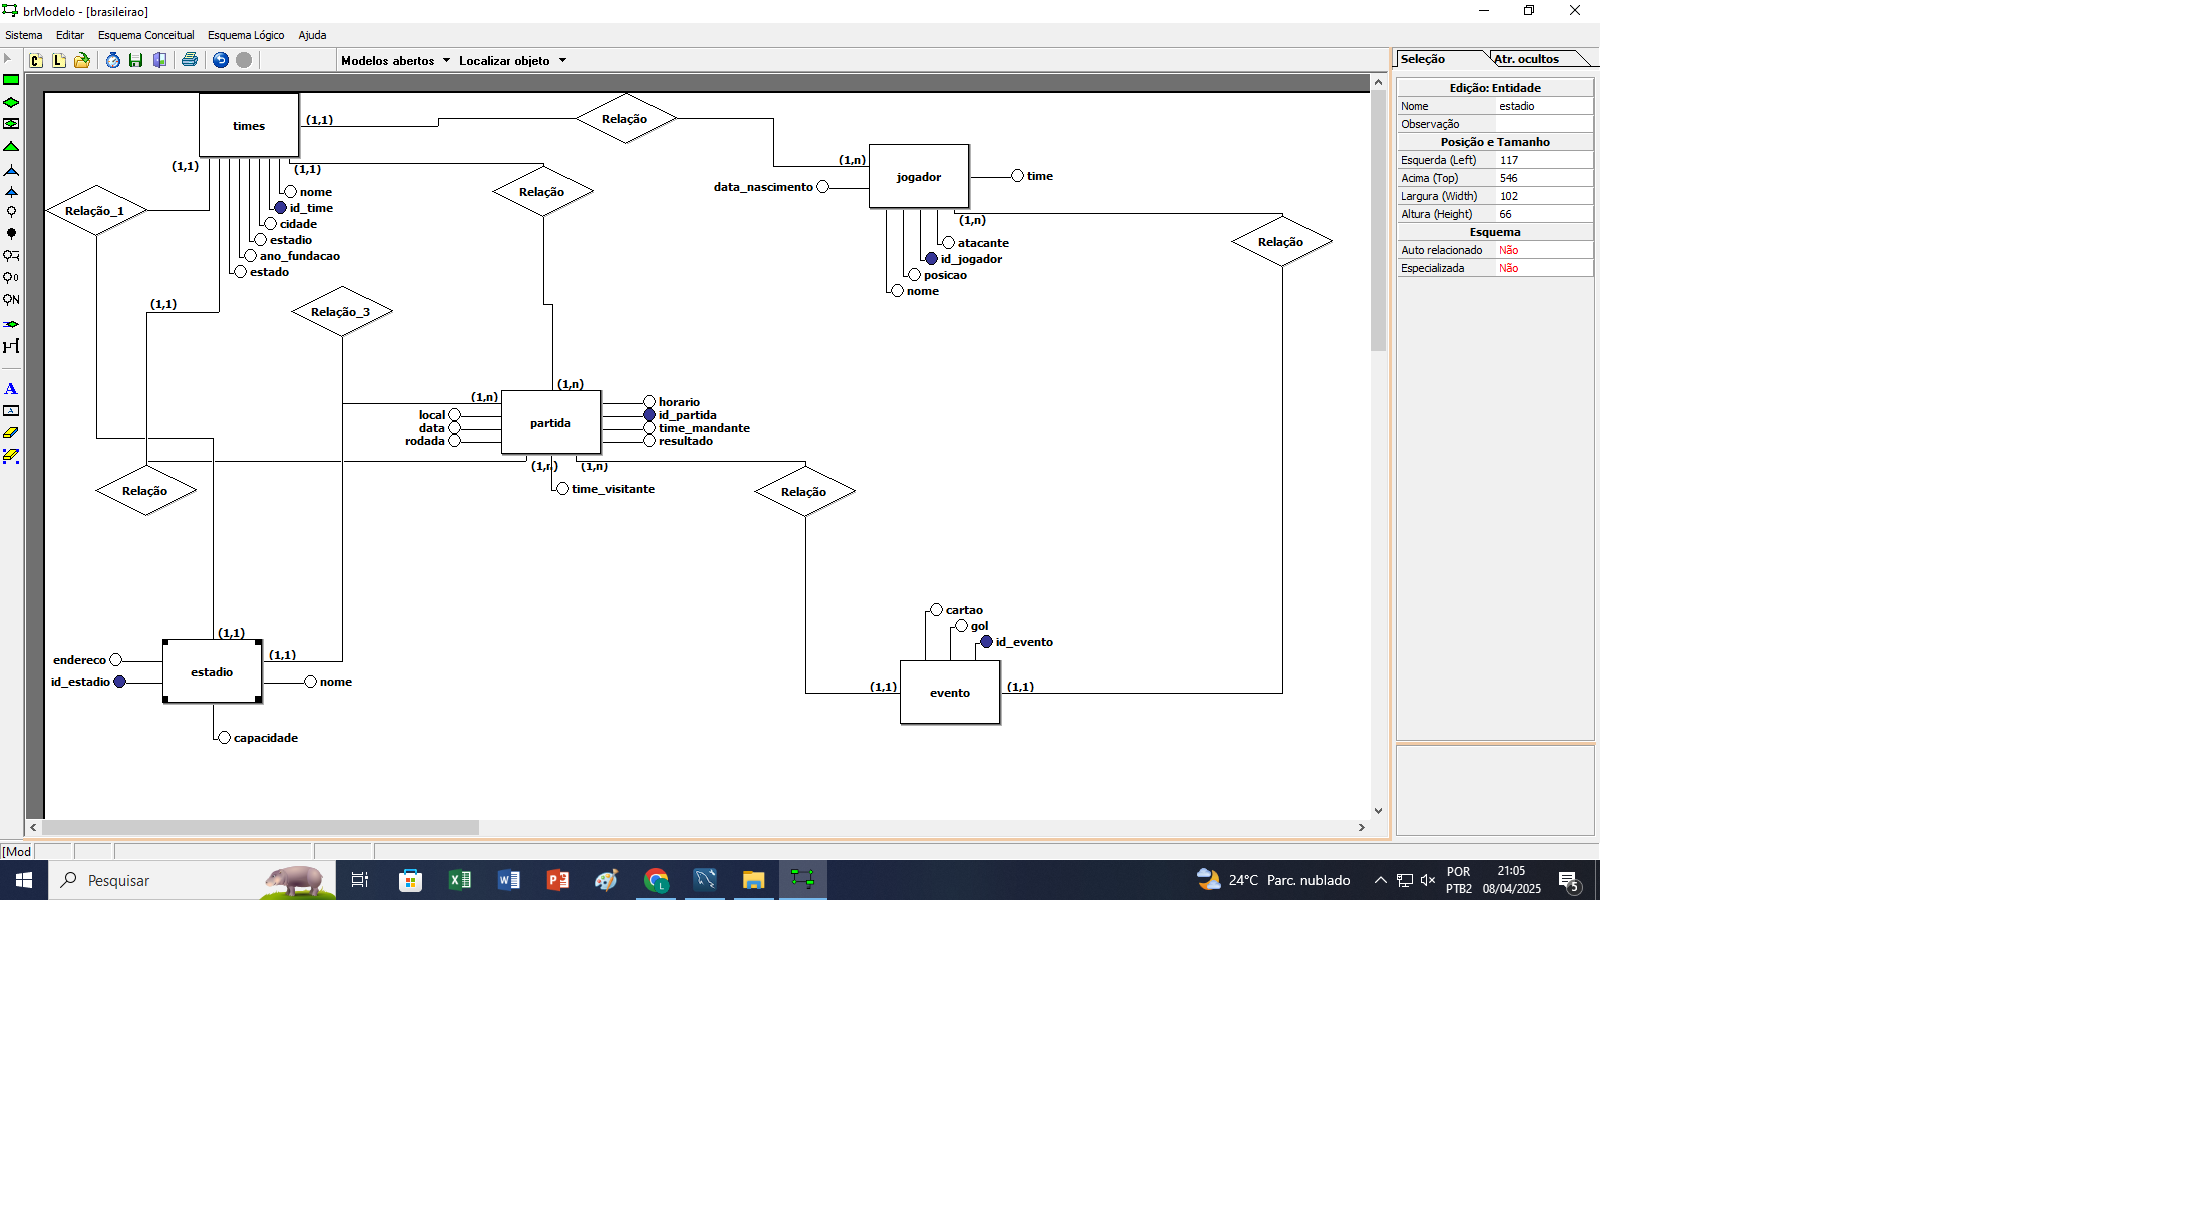 brModelo - [brasileirao]
Sistema Editar Esquema Conceitual Esquema Lógico Ajuda
C L Modelos abertos Localizar objeto
Seleção Atr. ocultos
Edição: Entidade
Nome estadio
Observação
Posição e Tamanho
Esquerda (Left) 117
Acima (Top) 546
Largura (Width) 102
Altura (Height) 66
Esquema
Auto relacionado Não
Especializada Não
times
(1,1)
Relação
(1,n)
jogador
time
data_nascimento
(1,1)
(1,1)
Relação_1
nome
id_time
cidade
estadio
ano_fundacao
estado
Relação
(1,n)
atacante
id_jogador
posicao
nome
Relação
(1,1)
Relação_3
(1,n)
(1,n)
local
data
rodada
partida
horario
id_partida
time_mandante
resultado
(1,n)
(1,n)
time_visitante
Relação
Relação
cartao
gol
id_evento
(1,1)
(1,1)
endereco
id_estadio
estadio
nome
capacidade
(1,1)
evento
(1,1)
A
A
[Mod
Pesquisar
24°C Parc. nublado
POR
PTB2
21:05
08/04/2025
5